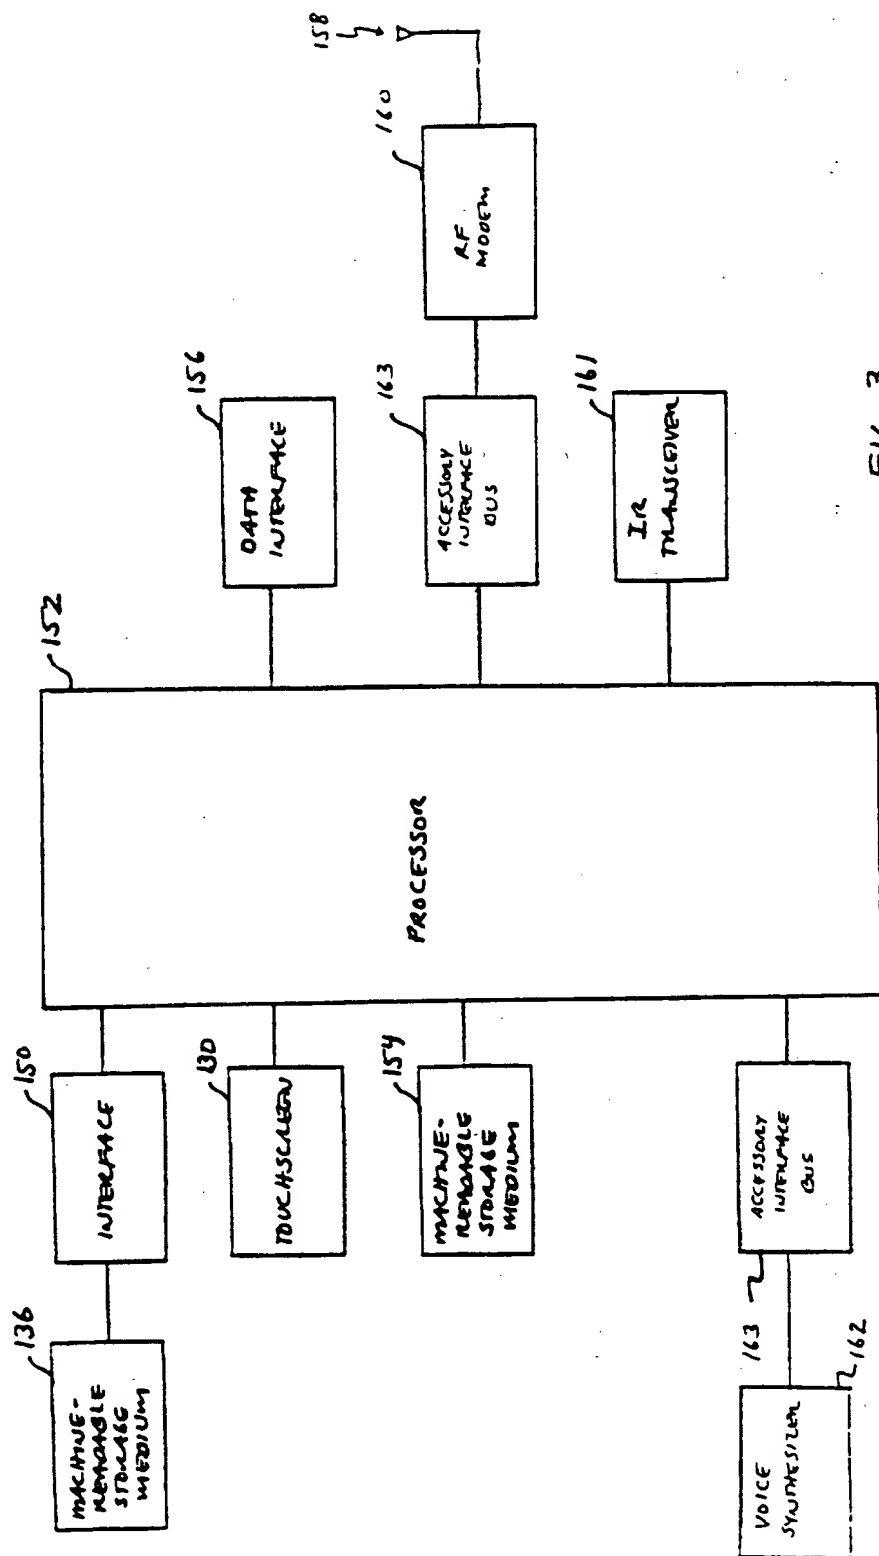 158
160
RF
MODEM
156
DATA
INTERFACE
163
ACCESSORY
INTERFACE
BUS
161
IR
TRANSCEIVER
152
PROCESSOR
150
INTERFACE
130
TOUCHSCREEN
154
MACHINE-
READABLE
STORAGE
MEDIUM
ACCESSORY
INTERFACE
BUS
163
136
MACHINE-
READABLE
STORAGE
MEDIUM
162
VOICE
SYNTHESIZER